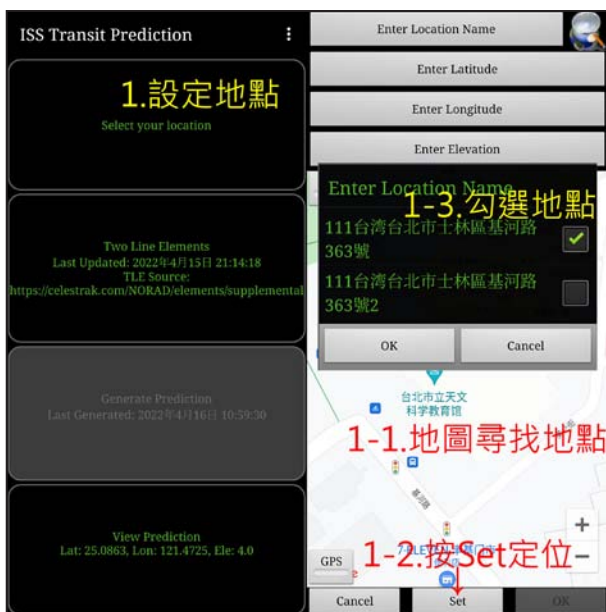 ISS Transit Prediction
1.設定地點
Select your location
Two Line Elements
Last Updated: 2022年4月15日 21:14:18
TLE Source:
https://celestrak.com/NORAD/elements/supplemental
Generate Prediction
Last Generated: 2022年4月16日 10:59:30
View Prediction
Lat: 25.0863, Lon: 121.4725, Ele: 4.0
Enter Location Name
Enter Latitude
Enter Longitude
Enter Elevation
Enter Location Name
1-3.勾選地點
111台湾台北市士林區基河路
363號
111台湾台北市士林區基河路
363號2
OK
Cancel
台北市立天文
科学教育馆
1-1.地圖尋找地點
基河路
GPS
1-2.按Set定位
Cancel
Set
OK